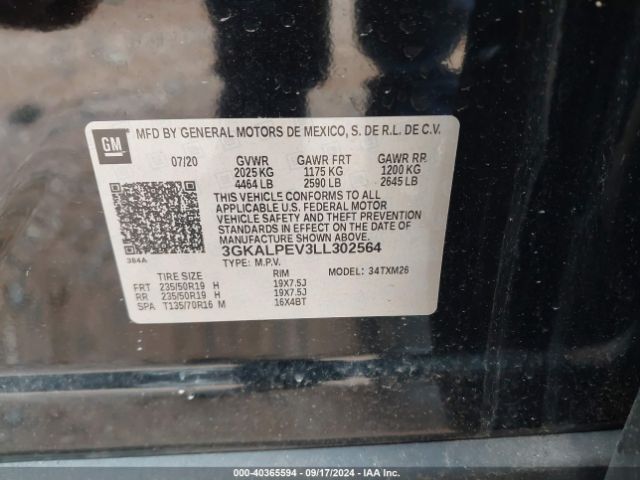 GM
MFD BY GENERAL MOTORS DE MEXICO, S. DE R.L. DE C.V.
07/20 GVWR GAWR FRT GAWR RR
2025 KG 1175 KG 1200 KG
4464 LB 2590 LB 2645 LB
THIS VEHICLE CONFORMS TO ALL
APPLICABLE U.S. FEDERAL MOTOR
VEHICLE SAFETY AND THEFT PREVENTION
STANDARDS IN EFFECT ON THE DATE OF
MANUFACTURE SHOWN ABOVE.
384A
3GKALPEV3LL302564
TYPE: M.P.V. MODEL: 34TXM26
TIRE SIZE RIM
FRT 235/50R19 H 19X7.5J
RR 235/50R19 H 19X7.5J
SPA T135/70R16 M 16X4BT
000-40365594 - 09/17/2024 - IAA Inc.